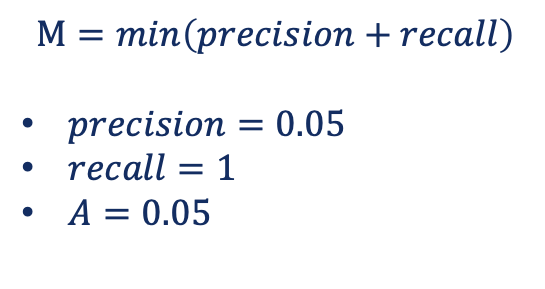 M = min(precision + recall)
• precision = 0.05
• recall = 1
• A = 0.05